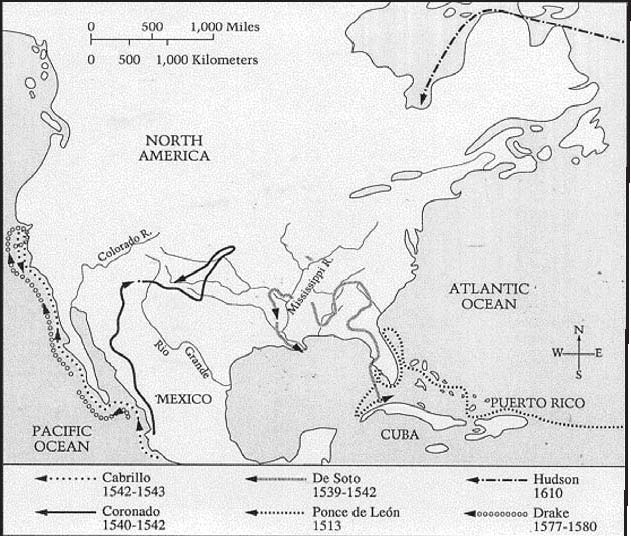 0 500 1,000 Miles
0 500 1,000 Kilometers
NORTH
AMERICA
Colorado R.
Mississippi R.
ATLANTIC
OCEAN
N
W E
S
Rio
Grande
MEXICO
PUERTO RICO
CUBA
PACIFIC
OCEAN
Cabrillo
1542-1543
De Soto
1539-1542
Hudson
1610
Coronado
1540-1542
Ponce de León
1513
Drake
1577-1580